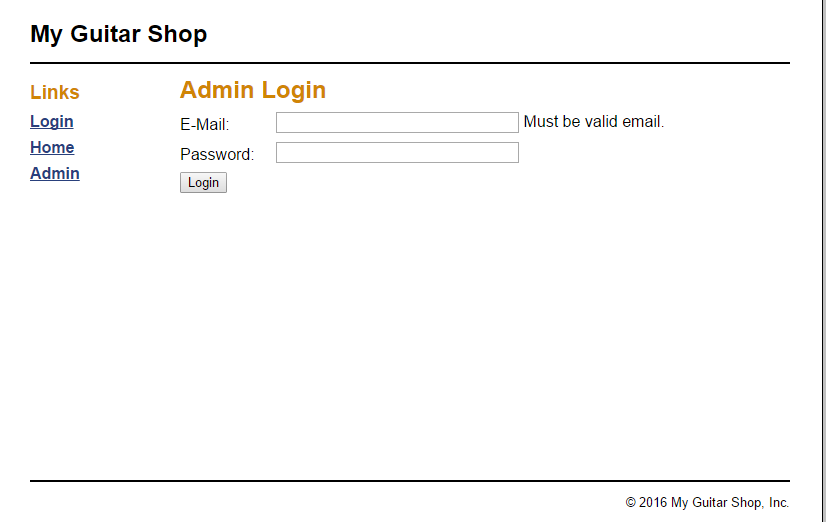 My Guitar Shop
Links
Login
Home
Admin
Admin Login
E-Mail: Must be valid email.
Password:
Login
© 2016 My Guitar Shop, Inc.